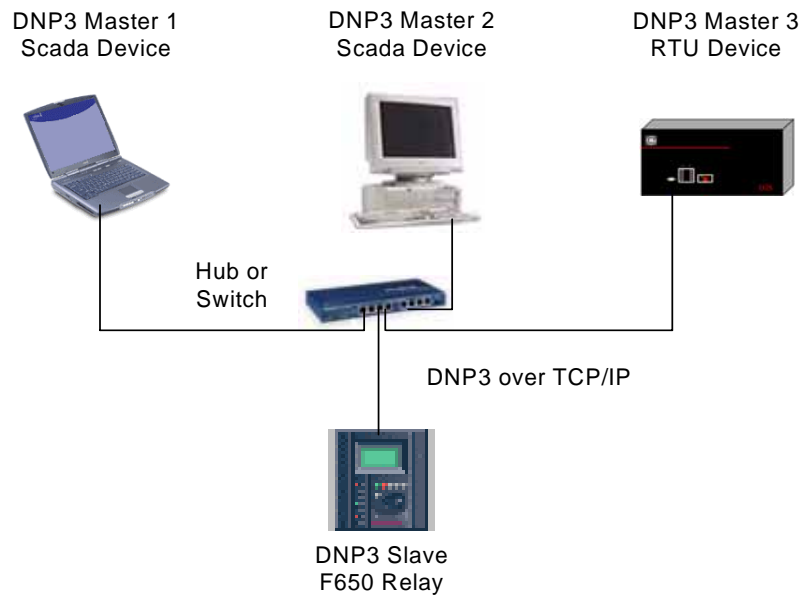 DNP3 Master 1
Scada Device
DNP3 Master 2
Scada Device
DNP3 Master 3
RTU Device
Hub or
Switch
DNP3 over TCP/IP
DNP3 Slave
F650 Relay